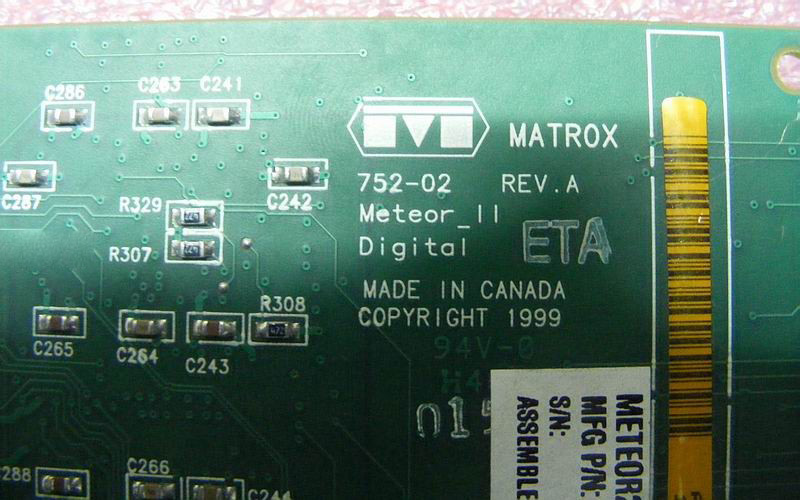 C286
C263
C241
MATROX
C287
C242
752-02 REV.A
R329
Meteor_II
R307
Digital
ETA
MADE IN CANADA
R308
COPYRIGHT 1999
C265
C264
C243
94V-0
METEOR
MFG P/N:
S/N:
ASSEMBLE
C266